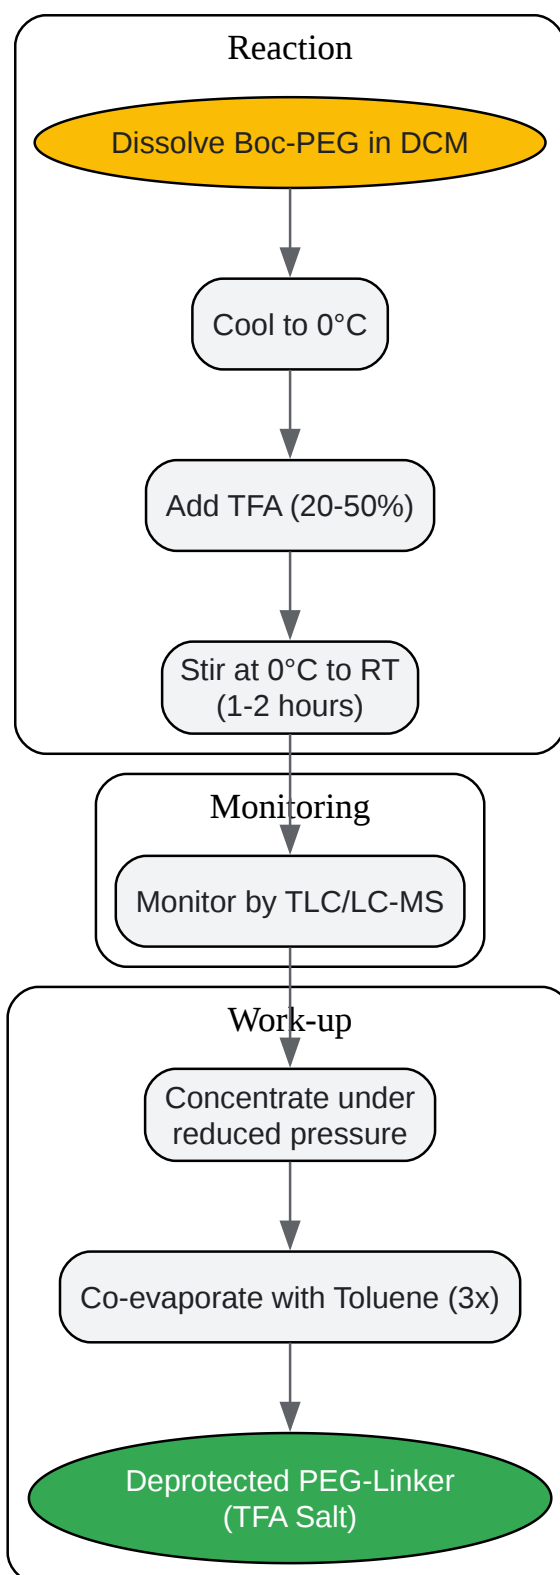 Reaction
Dissolve Boc-PEG in DCM
Cool to 0°C
Add TFA (20-50%)
Stir at 0°C to RT
(1-2 hours)
Monitoring
Monitor by TLC/LC-MS
Work-up
Concentrate under
reduced pressure
Co-evaporate with Toluene (3x)
Deprotected PEG-Linker
(TFA Salt)